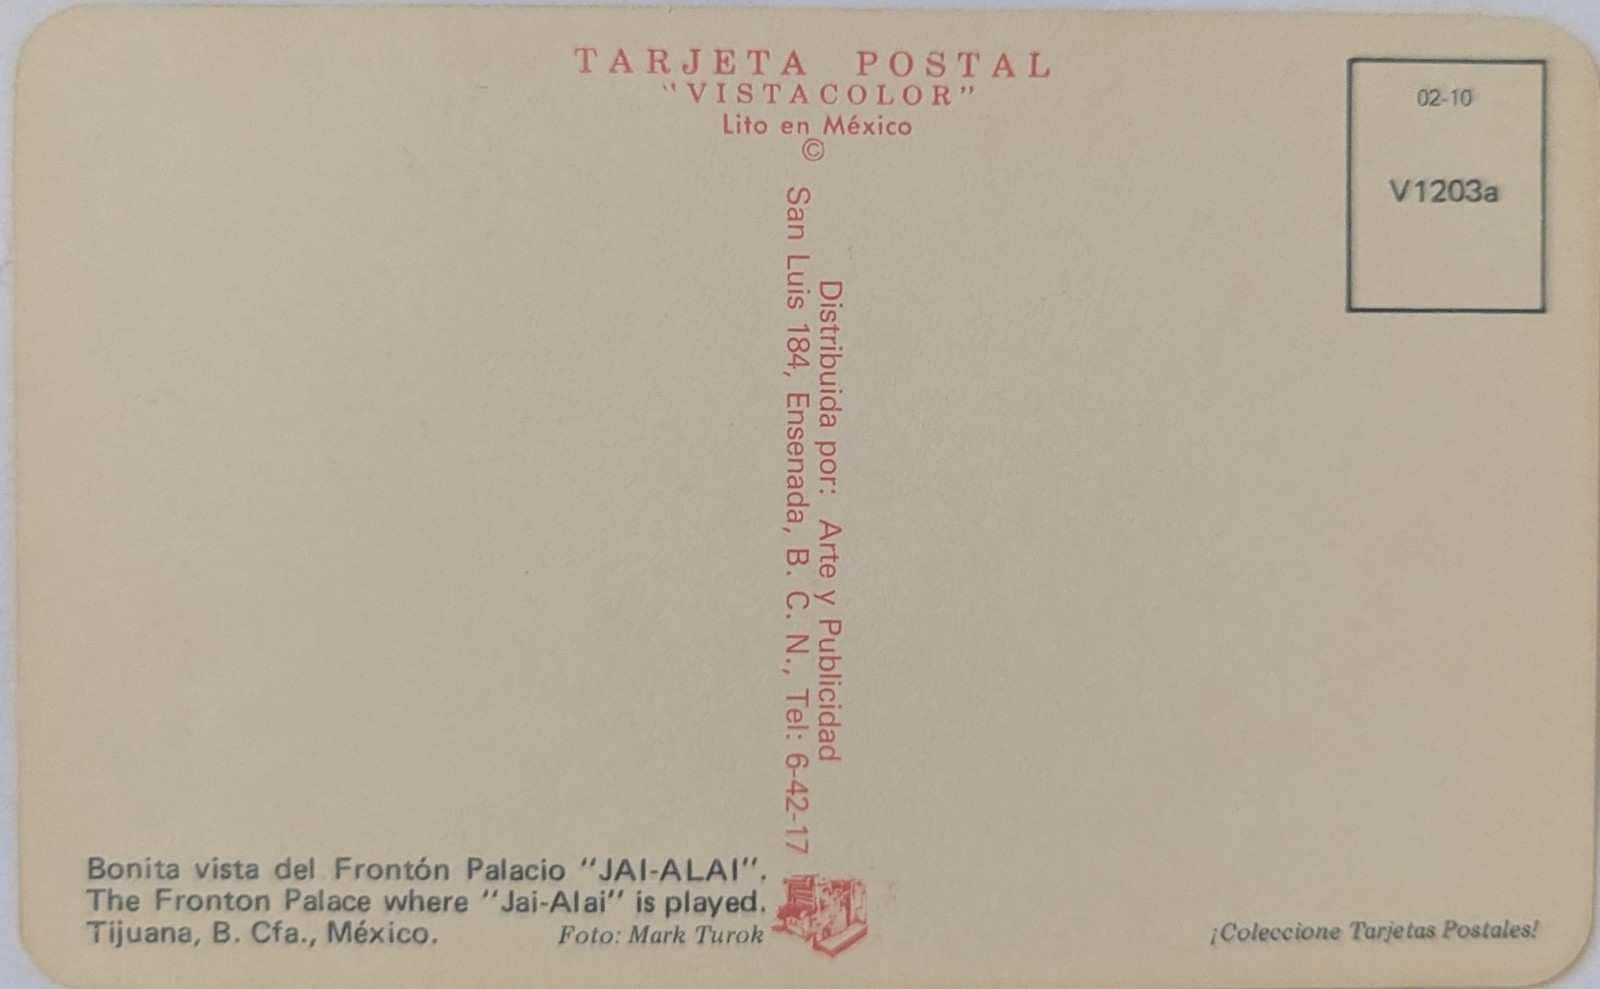 TARJETA POSTAL
"VISTACOLOR"
Lito en México
©
Distribuida por: Arte y Publicidad
San Luis 184, Ensenada, B. C. N., Tel: 6-42-17
02-10
V1203a
Bonita vista del Frontón Palacio "JAI-ALAI".
The Fronton Palace where "Jai-Alai" is played.
Tijuana, B. Cfa., México.
Foto: Mark Turok
¡Coleccione Tarjetas Postales!